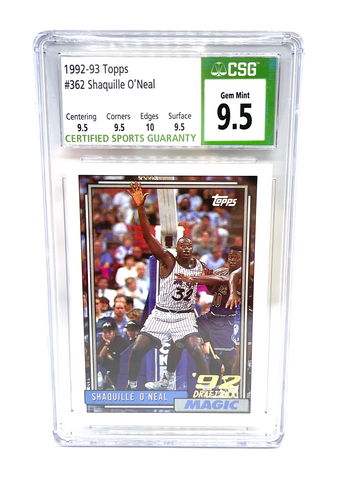 1992-93 Topps
#362 Shaquille O'Neal
CSG
Gem Mint
9.5
Centering Corners Edges Surface
9.5 9.5 10 9.5
CERTIFIED SPORTS GUARANTY
Topps
32
'92
DRAFT PICK
SHAQUILLE O'NEAL
MAGIC